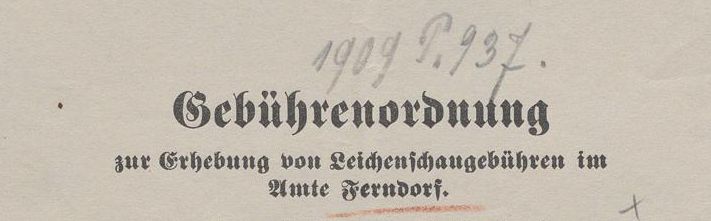 1909 P. 937.
Gebührenordnung
zur Erhebung von Leichenschaugebühren im
Amte Ferndorf.